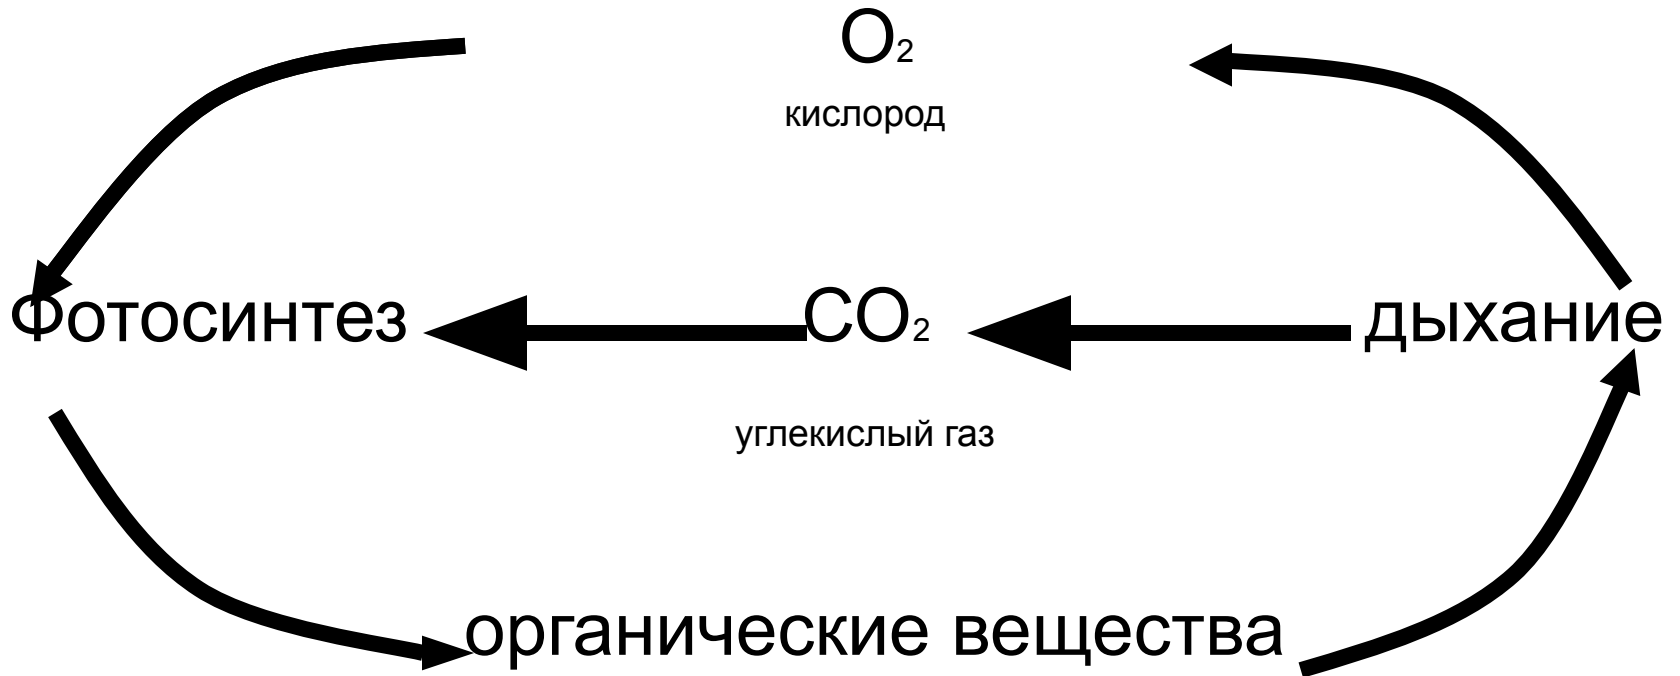 O₂
кислород
Фотосинтез
CO₂
дыхание
углекислый газ
органические вещества